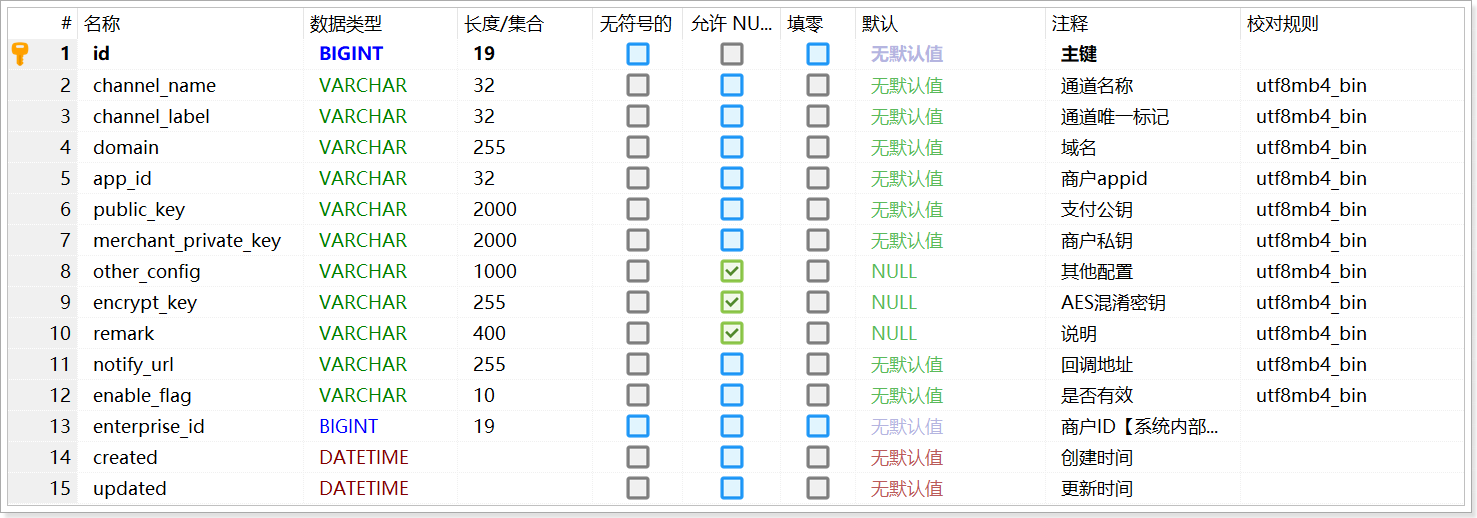 # 名称 数据类型 长度/集合 无符号的 允许 NU... 填零 默认 注释 校对规则
1 id BIGINT 19 无默认值 主键
2 channel_name VARCHAR 32 无默认值 通道名称 utf8mb4_bin
3 channel_label VARCHAR 32 无默认值 通道唯一标记 utf8mb4_bin
4 domain VARCHAR 255 无默认值 域名 utf8mb4_bin
5 app_id VARCHAR 32 无默认值 商户appid utf8mb4_bin
6 public_key VARCHAR 2000 无默认值 支付公钥 utf8mb4_bin
7 merchant_private_key VARCHAR 2000 无默认值 商户私钥 utf8mb4_bin
8 other_config VARCHAR 1000 NULL 其他配置 utf8mb4_bin
9 encrypt_key VARCHAR 255 NULL AES混淆密钥 utf8mb4_bin
10 remark VARCHAR 400 NULL 说明 utf8mb4_bin
11 notify_url VARCHAR 255 无默认值 回调地址 utf8mb4_bin
12 enable_flag VARCHAR 10 无默认值 是否有效 utf8mb4_bin
13 enterprise_id BIGINT 19 无默认值 商户ID【系统内部...
14 created DATETIME 无默认值 创建时间
15 updated DATETIME 无默认值 更新时间